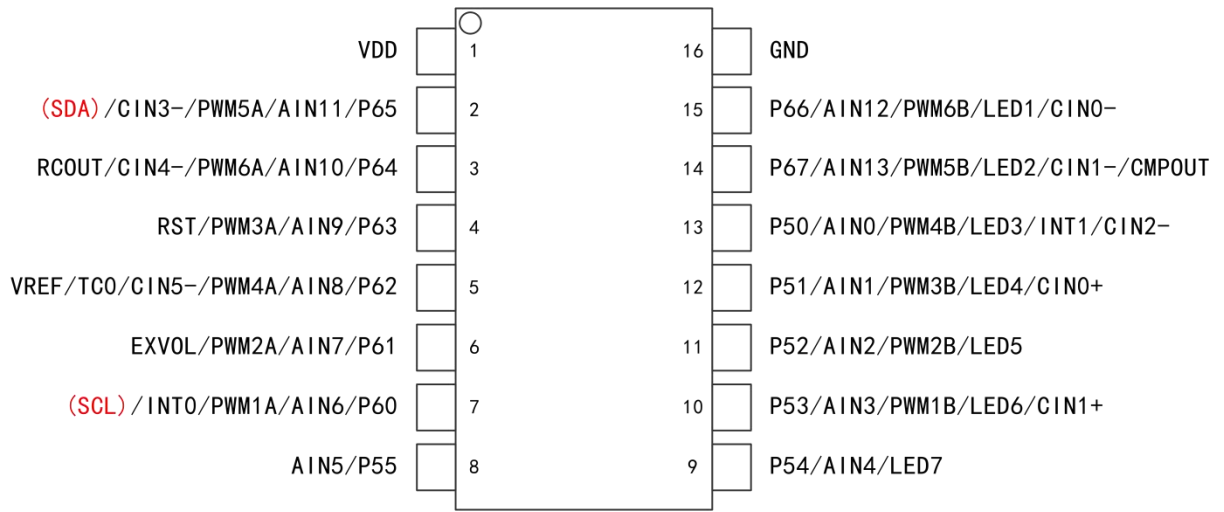 VDD 1 16 GND
(SDA)/CIN3-/PWM5A/AIN11/P65 2 15 P66/AIN12/PWM6B/LED1/CIN0-
RCOUT/CIN4-/PWM6A/AIN10/P64 3 14 P67/AIN13/PWM5B/LED2/CIN1-/CMPOUT
RST/PWM3A/AIN9/P63 4 13 P50/AIN0/PWM4B/LED3/INT1/CIN2-
VREF/TC0/CIN5-/PWM4A/AIN8/P62 5 12 P51/AIN1/PWM3B/LED4/CIN0+
EXVOL/PWM2A/AIN7/P61 6 11 P52/AIN2/PWM2B/LED5
(SCL)/INT0/PWM1A/AIN6/P60 7 10 P53/AIN3/PWM1B/LED6/CIN1+
AIN5/P55 8 9 P54/AIN4/LED7